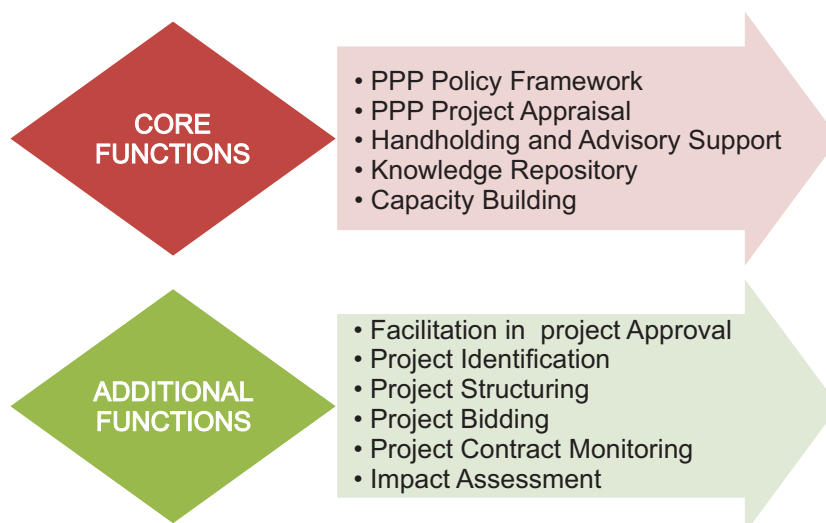 CORE
FUNCTIONS
• PPP Policy Framework
• PPP Project Appraisal
• Handholding and Advisory Support
• Knowledge Repository
• Capacity Building
ADDITIONAL
FUNCTIONS
• Facilitation in  project Approval
• Project Identification
• Project Structuring
• Project Bidding
• Project Contract Monitoring
• Impact Assessment